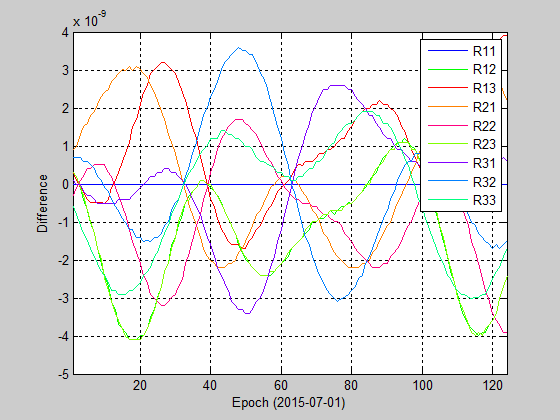 x 10^-9
4
3
2
1
0
-1
-2
-3
-4
-5
Difference
20
40
60
80
100
120
Epoch (2015-07-01)
R11
R12
R13
R21
R22
R23
R31
R32
R33